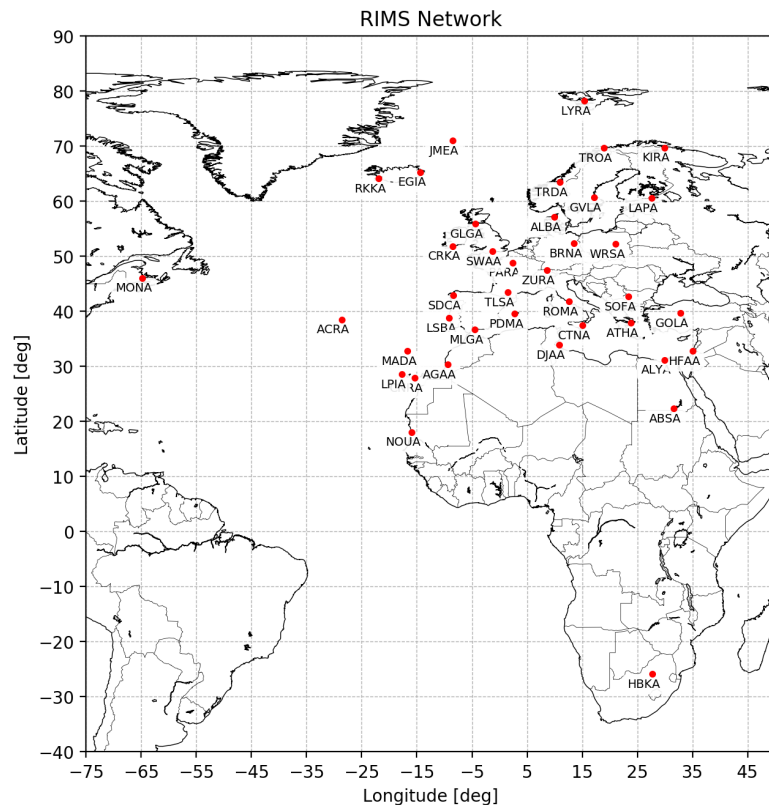 RIMS Network
90
80
70
60
50
40
30
20
10
0
−10
−20
−30
−40
Latitude [deg]
LYRA
JMEA
TROA
KIRA
RKKA
EGIA
TRDA
GVLA
LAPA
ALBA
GLGA
CRKA
SWAA
BRNA
WRSA
PARA
ZURA
MONA
SDCA
TLSA
ROMA
SOFA
ACRA
LSBA
MLGA
PDMA
CTNA
ATHA
GOLA
MADA
DJAA
HFAA
LPIA
RA
AGAA
ALYA
ABSA
NOUA
HBKA
−75
−65
−55
−45
−35
−25
−15
−5
5
15
25
35
45
Longitude [deg]